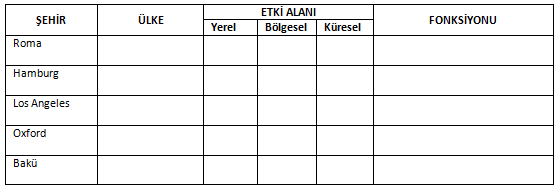 ŞEHİR ÜLKE ETKİ ALANI FONKSİYONU
Yerel Bölgesel Küresel
Roma
Hamburg
Los Angeles
Oxford
Bakü